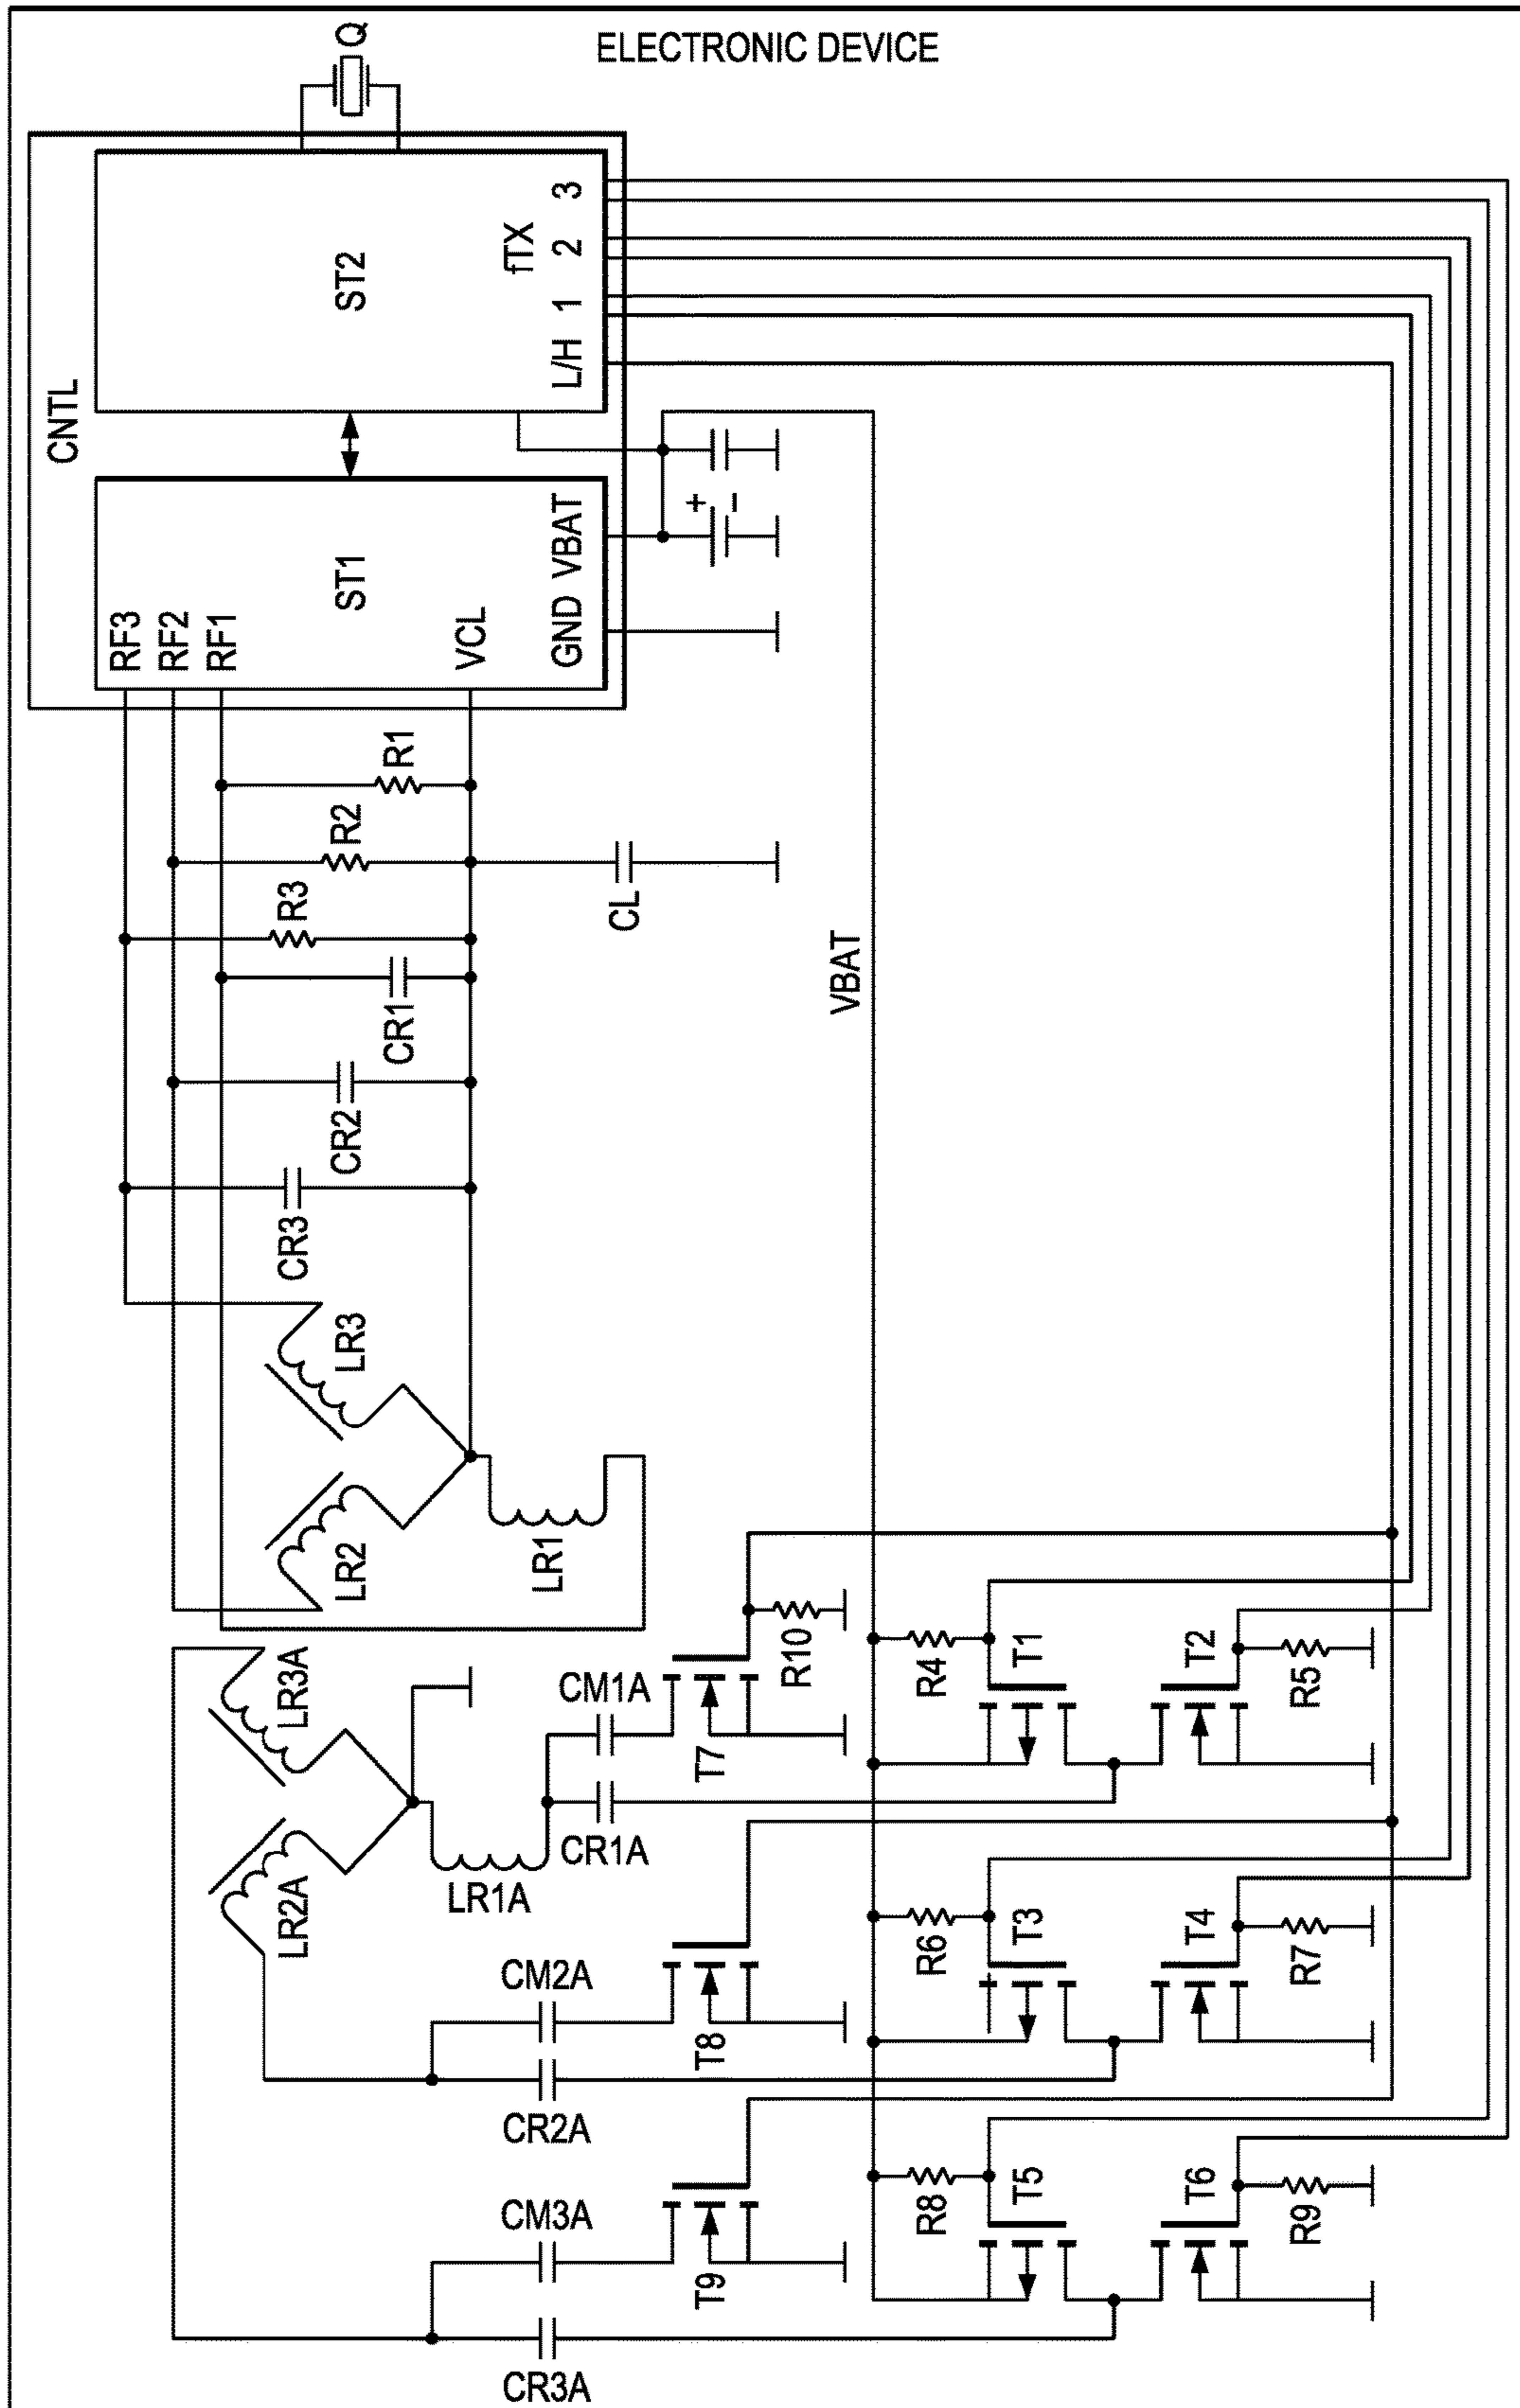 ELECTRONIC DEVICE
Q
CNTL
ST2
fTX
L/H 1 2 3
ST1
RF3
RF2
RF1
VCL
GND VBAT
+
–
R1
R2
R3
CL
CR1
CR2
CR3
VBAT
LR3
LR2
LR1
LR3A
LR2A
LR1A
CM1A
CR1A
T7
R10
R4
T1
T2
R5
CM2A
CR2A
T8
R6
T3
T4
R7
CM3A
CR3A
T9
R8
T5
T6
R9